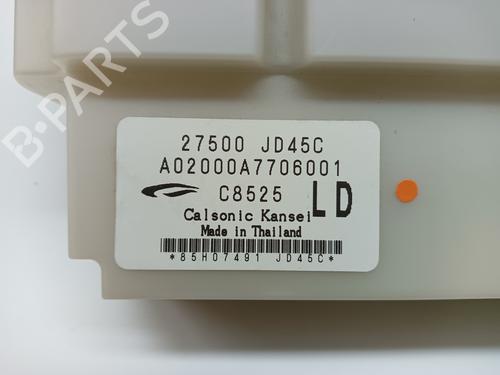 B-PARTS
27500 JD45C
A02000A7706001
C8525 LD
Calsonic Kansei
Made in Thailand
*85H07491 JD45C*